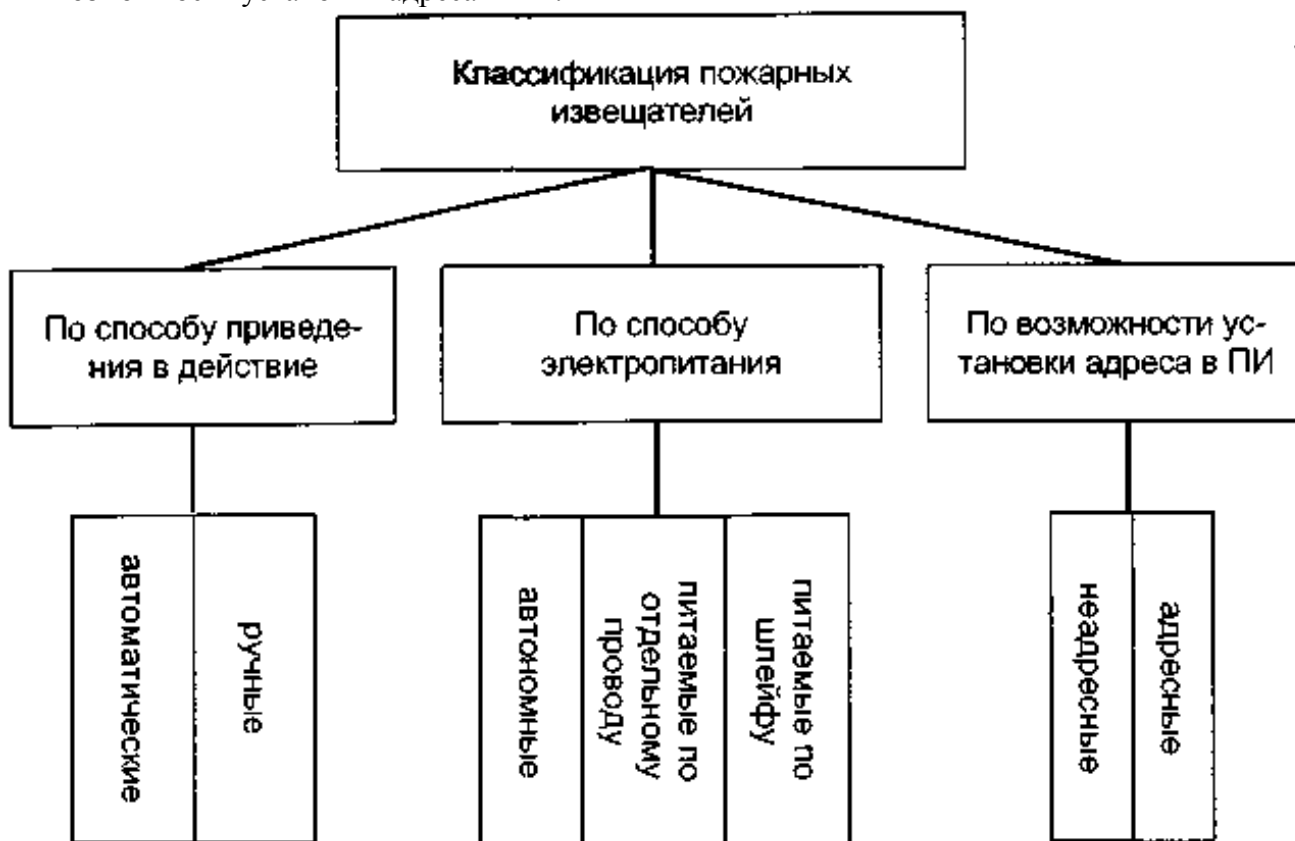 Классификация пожарных
извещателей
По способу приведе-
ния в действие
По способу
электропитания
По возможности ус-
тановки адреса в ПИ
автоматические
ручные
автономные
питаемые по
отдельному
проводу
питаемые по
шлейфу
неадресные
адресные